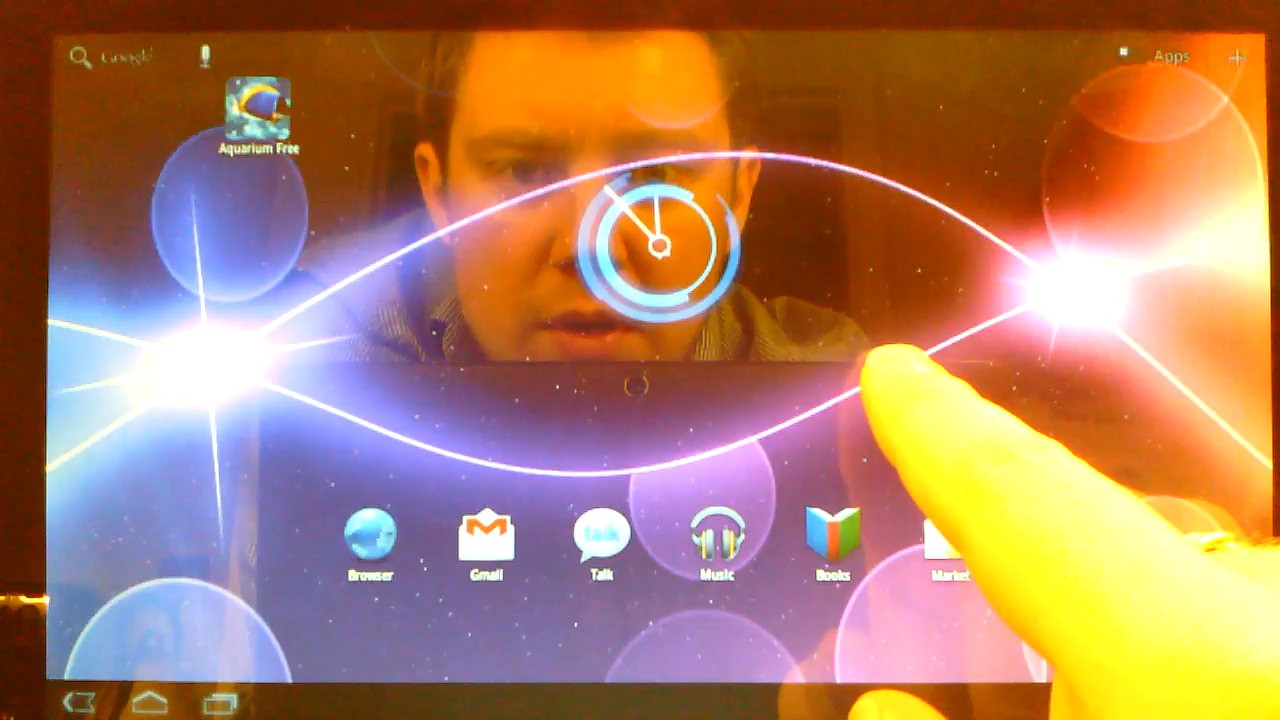 Google
Apps
Aquarium Free
talk
Browser
Gmail
Talk
Music
Books
Market